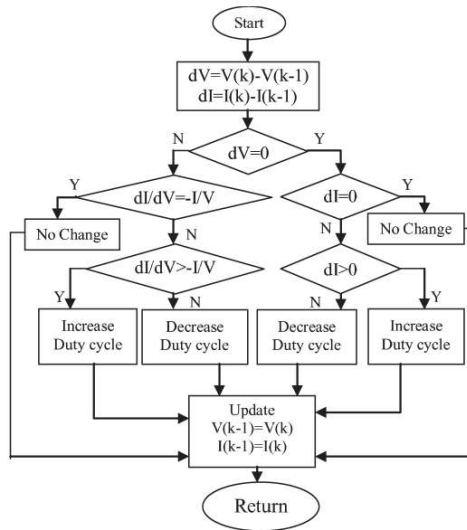 Start
dV=V(k)-V(k-1)
dI=I(k)-I(k-1)
N
Y
dV=0
Y
dI/dV=-I/V
dI=0
Y
No Change
N
N
No Change
dI/dV>-I/V
dI>0
Y
N
N
Y
Increase
Duty cycle
Decrease
Duty cycle
Decrease
Duty cycle
Increase
Duty cycle
Update
V(k-1)=V(k)
I(k-1)=I(k)
Return